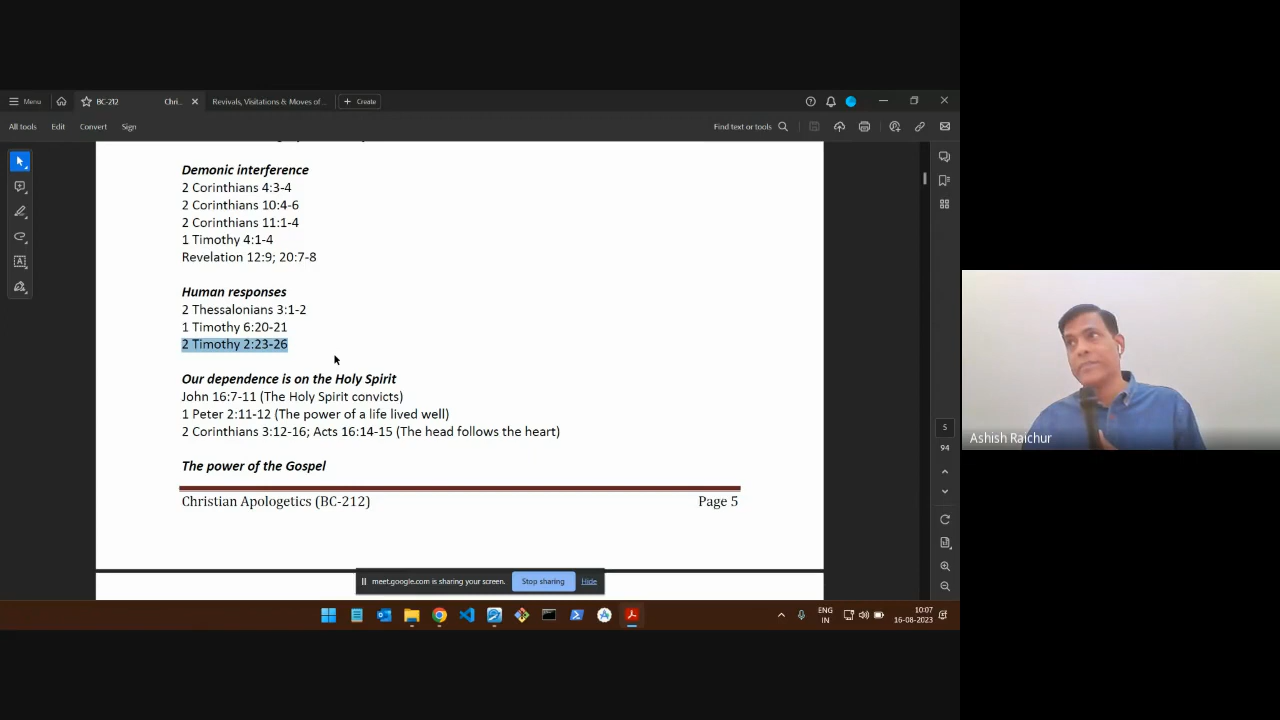 Menu
BC-212
Chri...
Revivals, Visitations & Moves of...
Create
All tools
Edit
Convert
Sign
Find text or tools
Demonic interference
2 Corinthians 4:3-4
2 Corinthians 10:4-6
2 Corinthians 11:1-4
1 Timothy 4:1-4
Revelation 12:9; 20:7-8
Human responses
2 Thessalonians 3:1-2
1 Timothy 6:20-21
2 Timothy 2:23-26
Our dependence is on the Holy Spirit
John 16:7-11 (The Holy Spirit convicts)
1 Peter 2:11-12 (The power of a life lived well)
2 Corinthians 3:12-16; Acts 16:14-15 (The head follows the heart)
The power of the Gospel
Christian Apologetics (BC-212) Page 5
5
94
Ashish Raichur
meet.google.com is sharing your screen.
Stop sharing
Hide
ENG
IN
10:07
16-08-2023